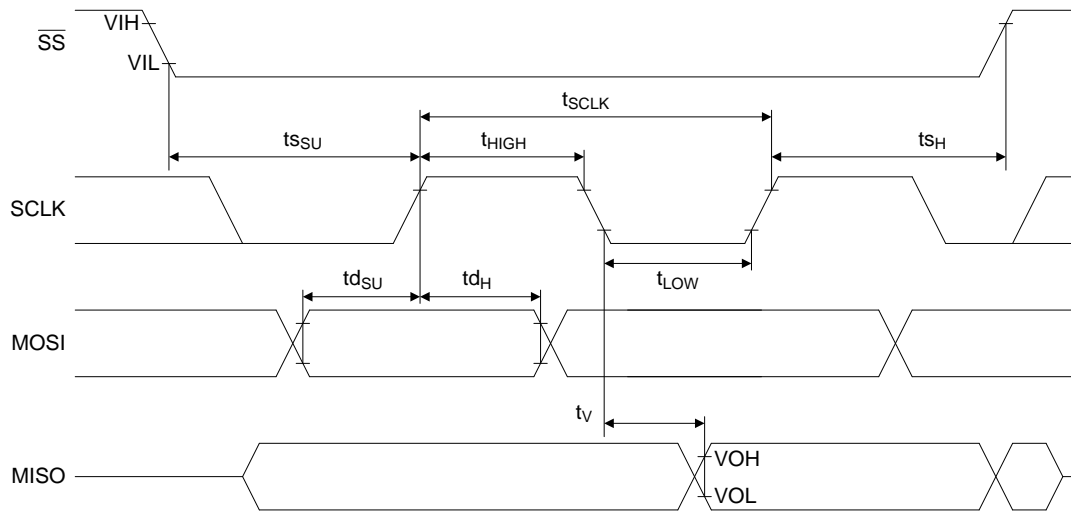 VIH
SS
VIL
tSCLK
tsSU
tHIGH
tsH
SCLK
tdSU
tdH
tLOW
MOSI
tV
VOH
MISO
VOL